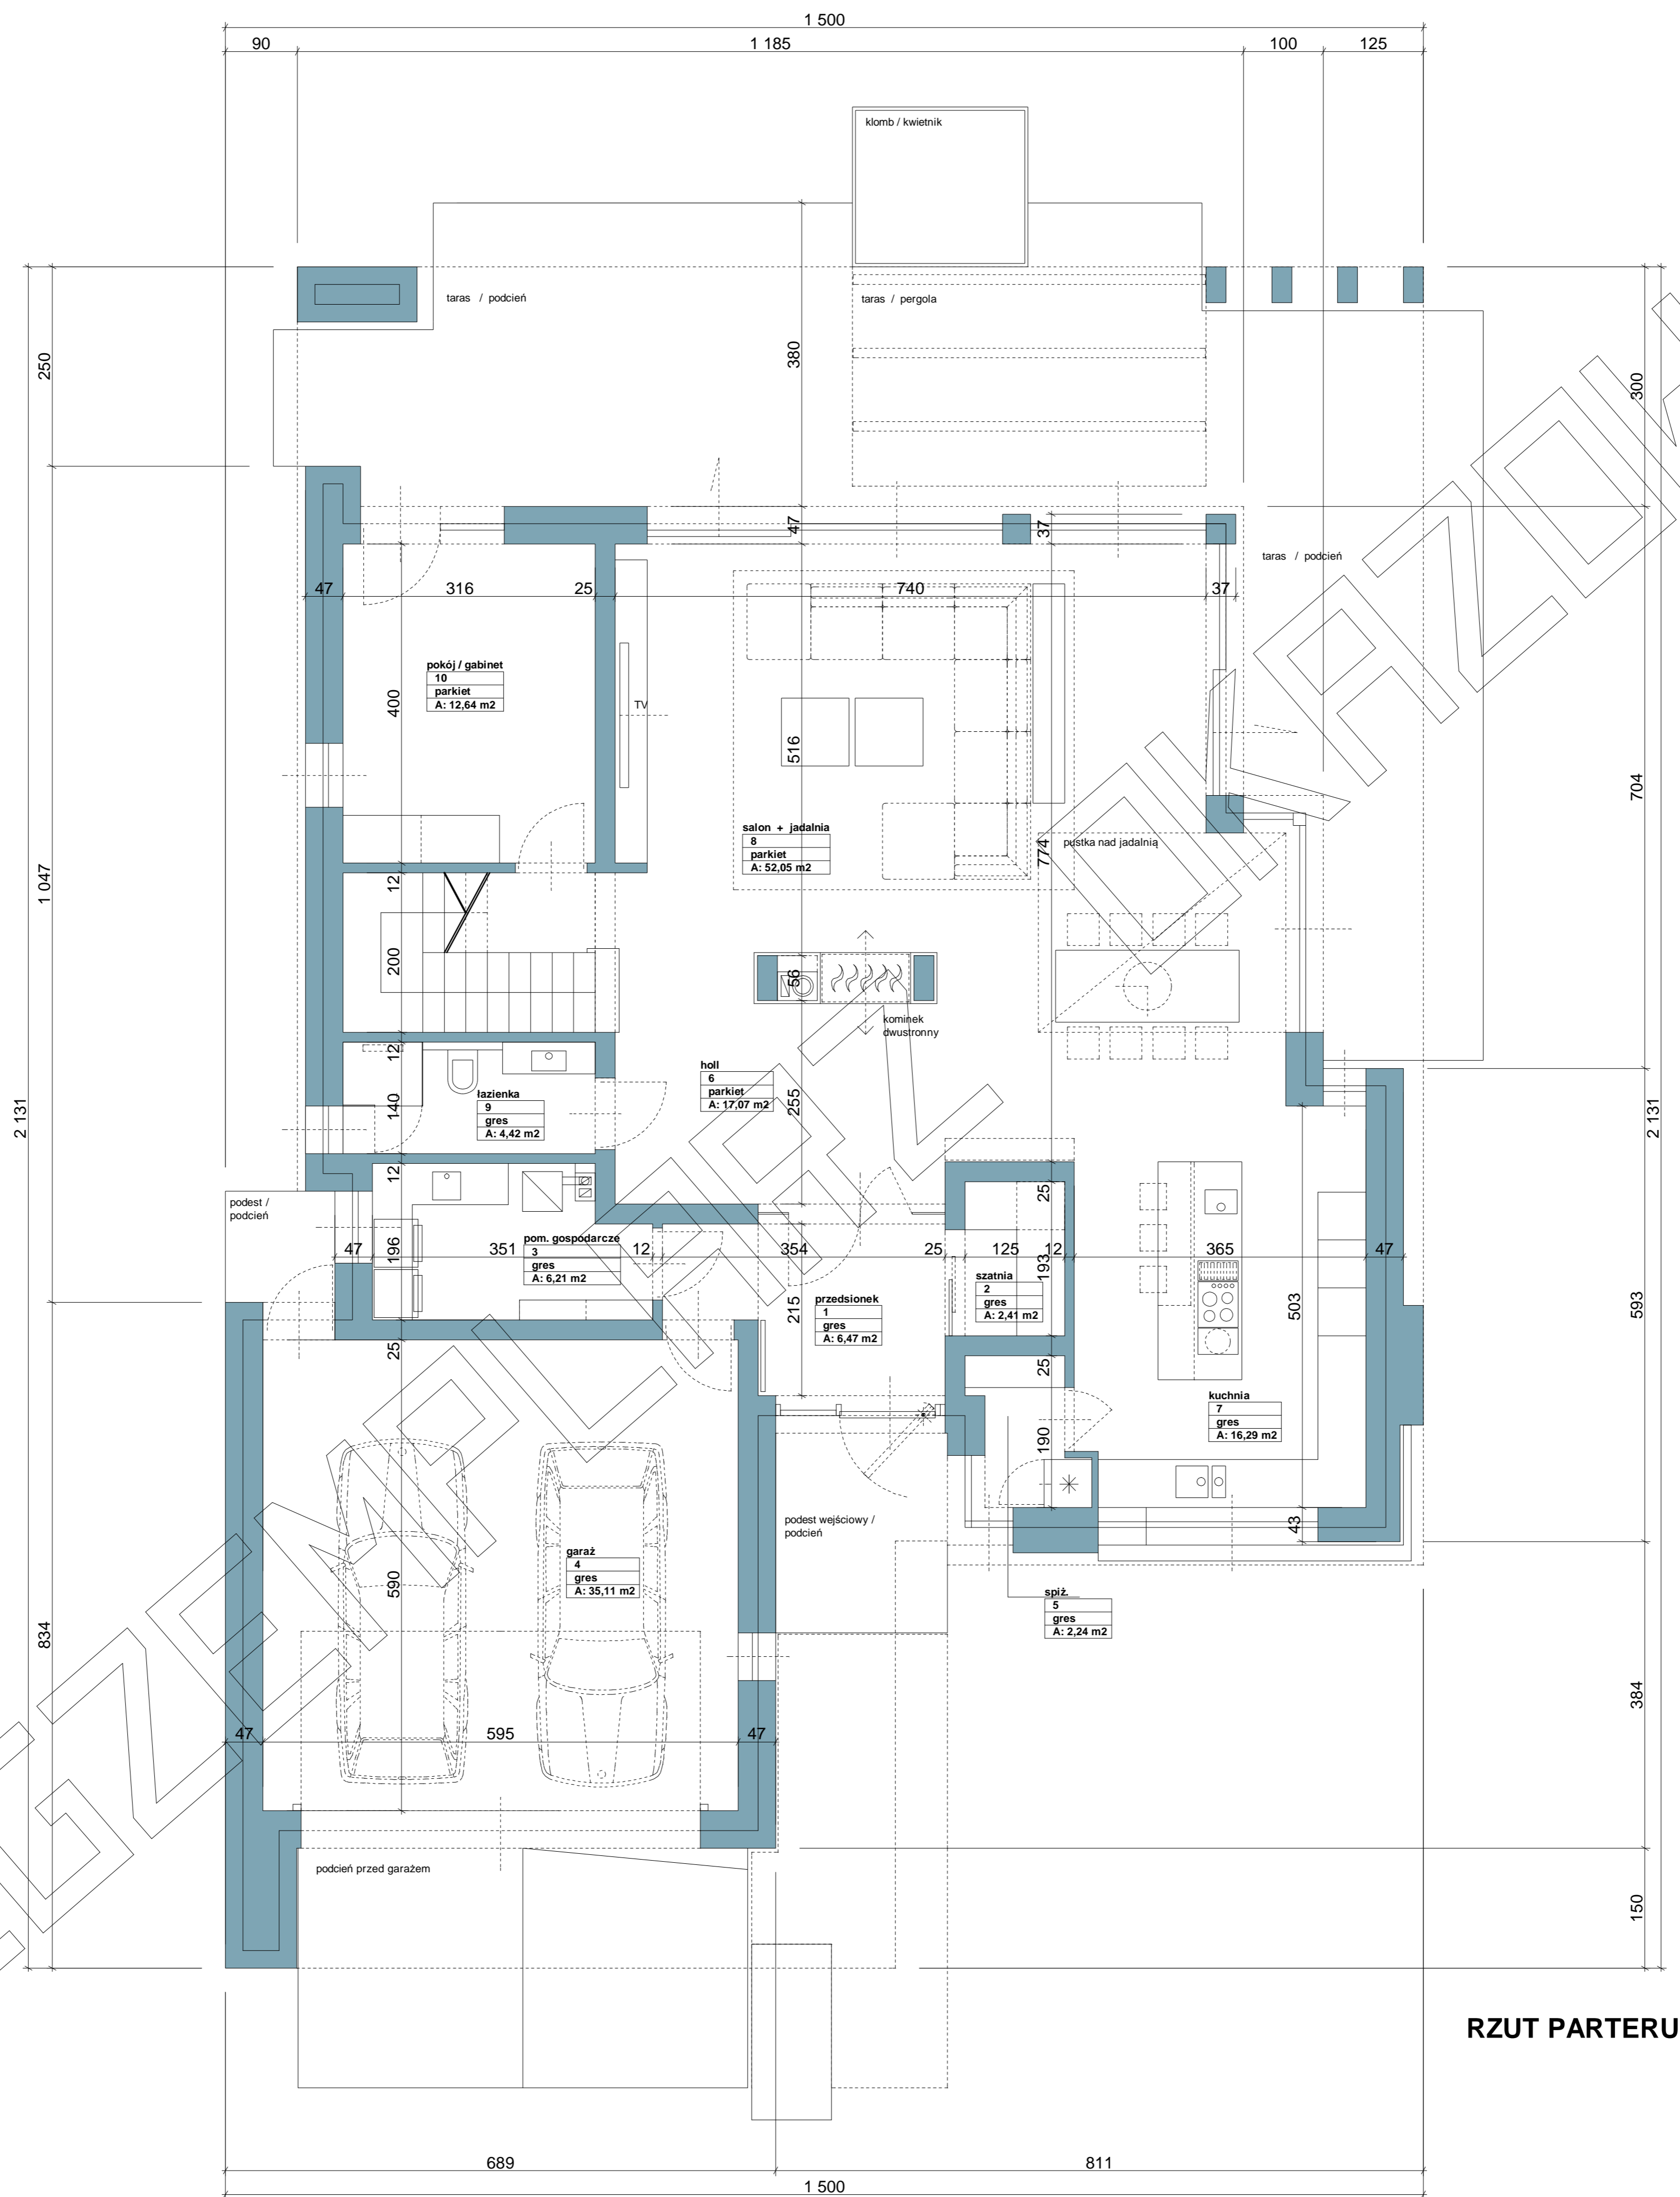 1 500
90
1 185
100
125
klomb / kwietnik
taras / podcień
taras / pergola
250
380
300
47
37
taras / podcień
47
316
25
740
37
pokój / gabinet
10
parkiet
A: 12,64 m2
400
TV
516
704
salon + jadalnia
8
parkiet
A: 52,05 m2
774
pustka nad jadalnią
1 047
12
200
56
kominek
dwustronny
12
holl
6
parkiet
A: 17,07 m2
łazienka
9
gres
A: 4,42 m2
140
255
2 131
2 131
12
25
podest /
podcień
pom. gospodarcze
3
gres
A: 6,21 m2
47
196
351
12
354
25
125
12
193
365
47
szatnia
2
gres
A: 2,41 m2
przedsionek
1
gres
A: 6,47 m2
215
503
593
25
25
kuchnia
7
gres
A: 16,29 m2
190
podest wejściowy /
podcień
43
garaż
4
gres
A: 35,11 m2
590
spiż.
5
gres
A: 2,24 m2
834
384
47
595
47
podcień przed garażem
150
RZUT PARTERU
689
811
1 500